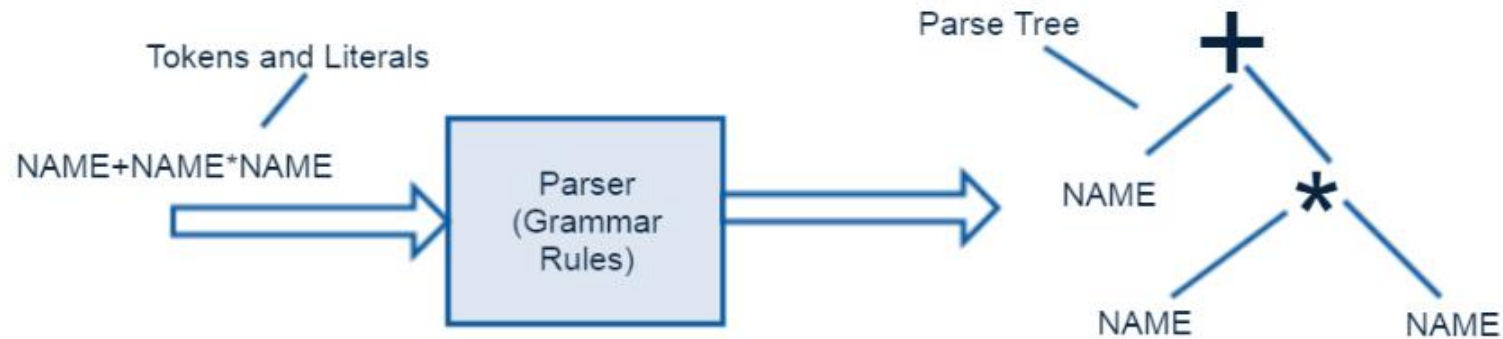 Tokens and Literals
NAME+NAME*NAME
Parser
(Grammar
Rules)
Parse Tree
+
NAME
*
NAME
NAME